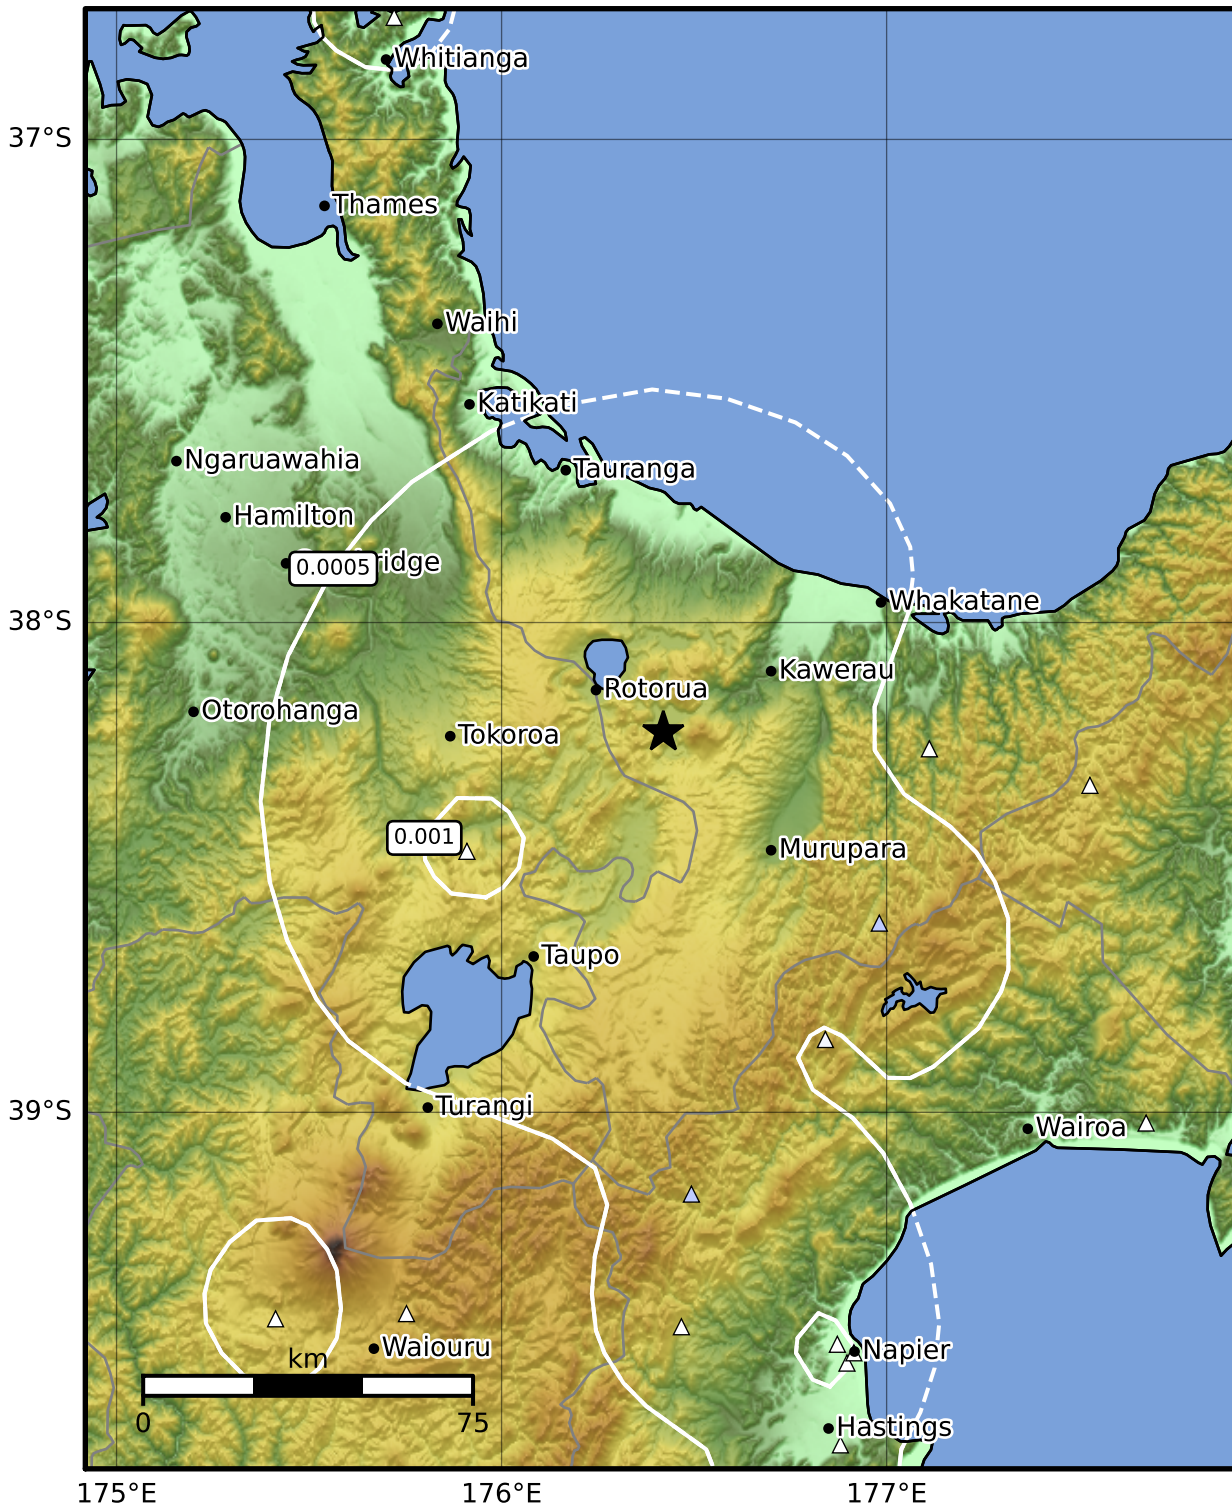 Whitianga
37°S
Thames
Waihi
Katikati
Ngaruawahia
Tauranga
Hamilton
ridge
0.0005
Whakatane
38°S
Kawerau
Rotorua
Otorohanga
Tokoroa
0.001
Murupara
Taupo
Turangi
39°S
Wairoa
Waiouru
Napier
km
0
75
Hastings
175°E
176°E
177°E